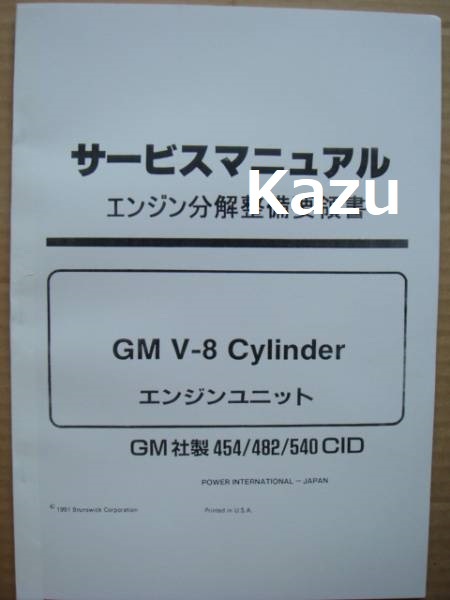 サービスマニュアル
エンジン分解整備要領書
Kazu
GM V-8 Cylinder
エンジンユニット
GM社製 454/482/540 CID
POWER INTERNATIONAL – JAPAN
© 1991 Brunswick Corporation Printed in U.S.A.